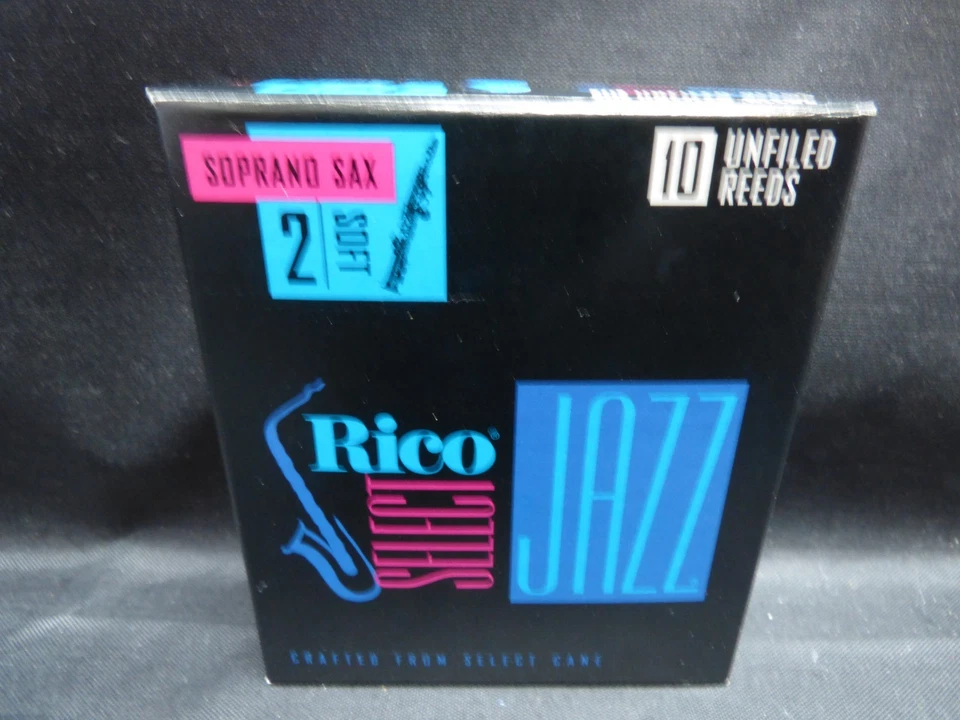 SOPRANO SAX
2 SOFT
10 UNFILED
REEDS
Rico®
SELECT
JAZZ
CRAFTED FROM SELECT CANE